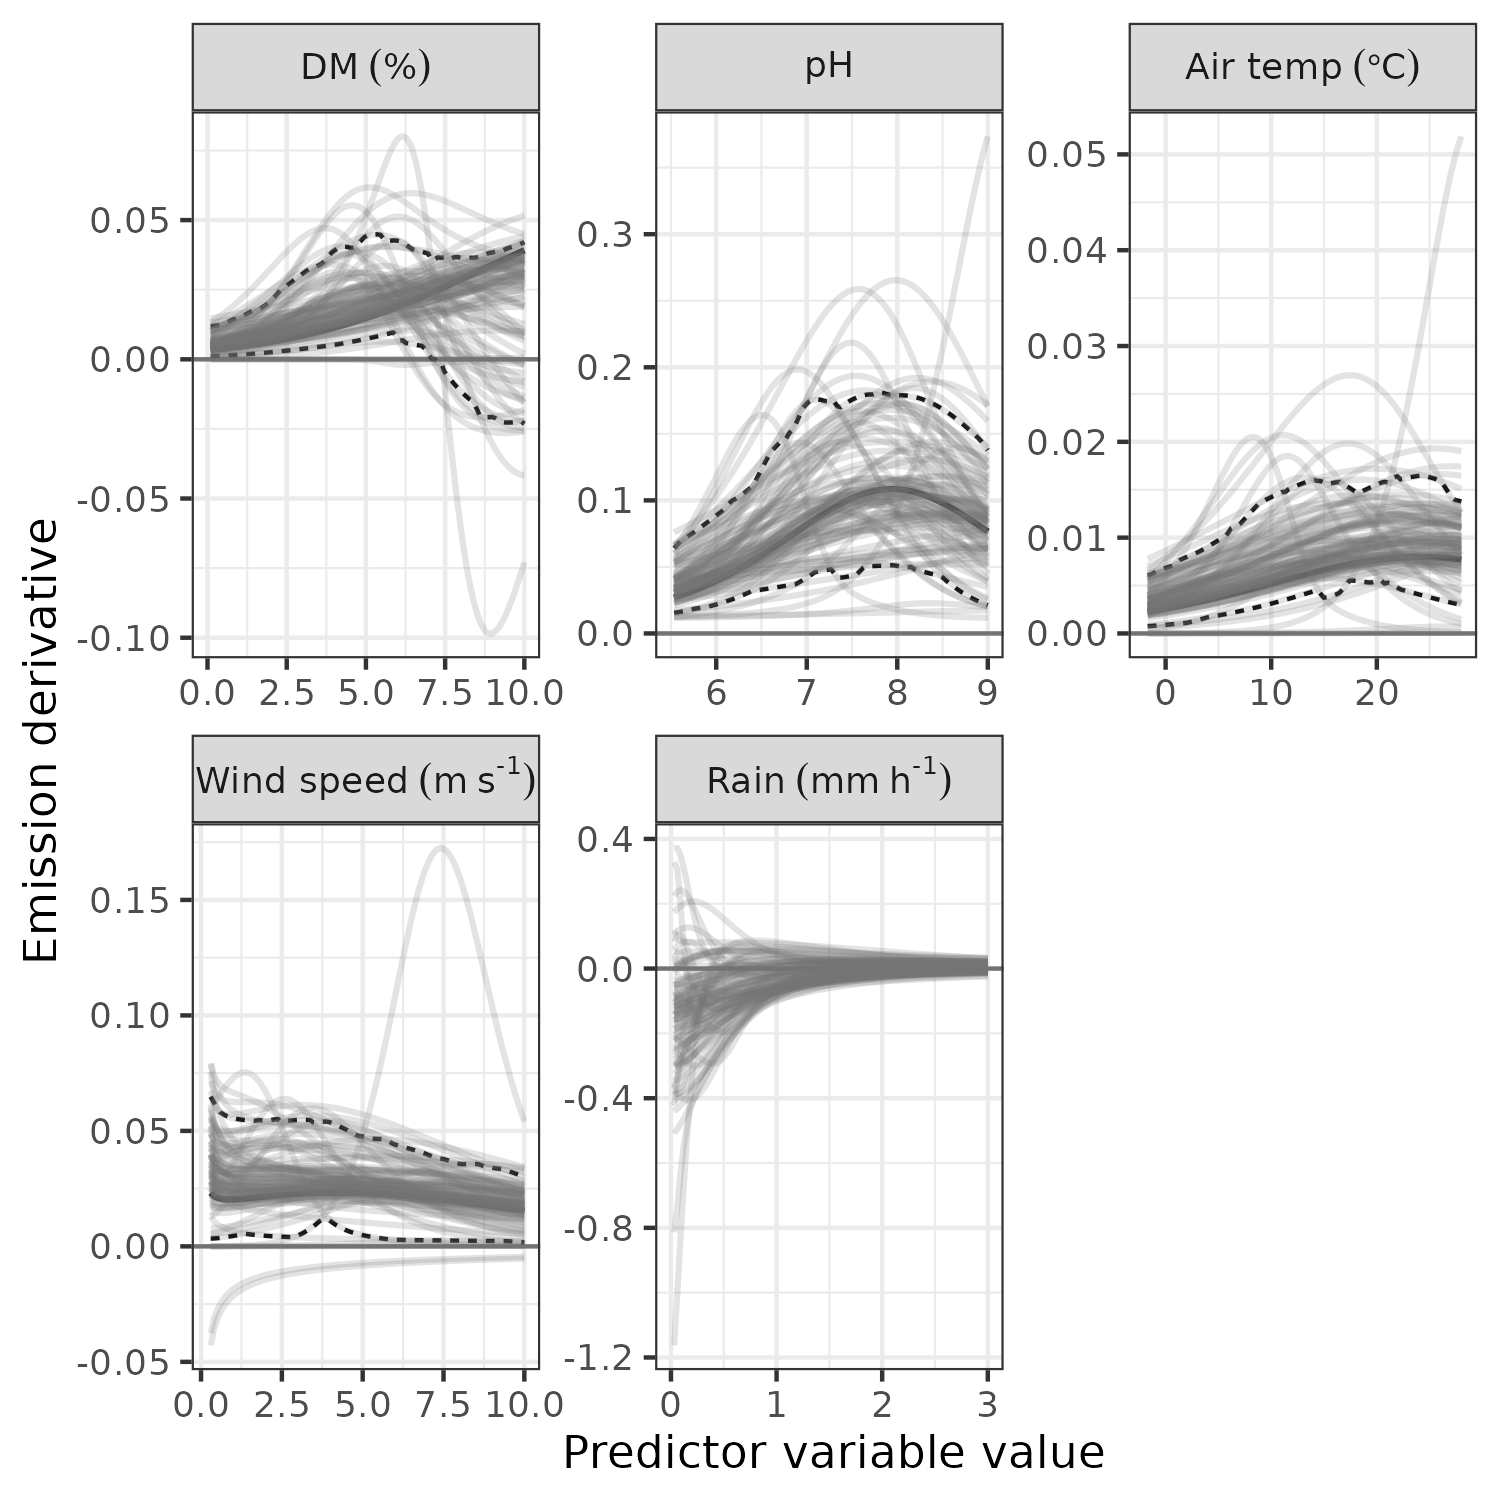 DM (%)
pH
Air temp (°C)
0.05
0.00
-0.05
-0.10
0.3
0.2
0.1
0.0
0.05
0.04
0.03
0.02
0.01
0.00
0.0 2.5 5.0 7.5 10.0
6 7 8 9
0 10 20
Emission derivative
Wind speed (m s⁻¹)
Rain (mm h⁻¹)
0.15
0.10
0.05
0.00
-0.05
0.4
0.0
-0.4
-0.8
-1.2
0.0 2.5 5.0 7.5 10.0
0 1 2 3
Predictor variable value